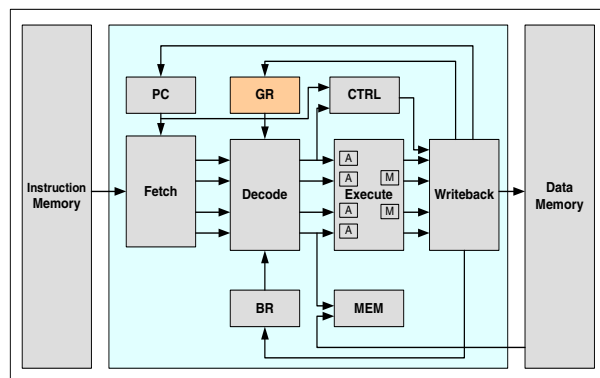 PC
GR
CTRL
Instruction
Memory
Fetch
Decode
A
A
Execute
M
A
M
A
Writeback
Data
Memory
BR
MEM